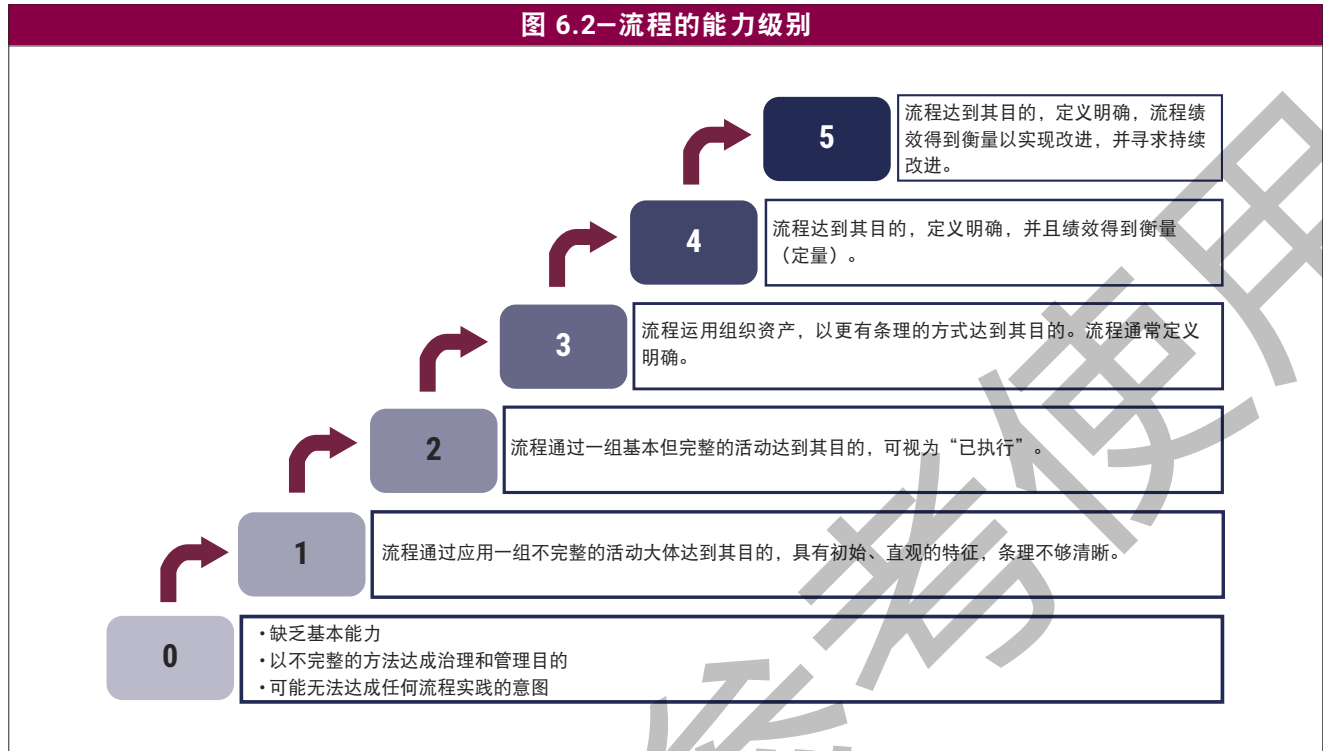 图 6.2—流程的能力级别
5
流程达到其目的，定义明确，流程绩
效得到衡量以实现改进，并寻求持续
改进。
4
流程达到其目的，定义明确，并且绩效得到衡量
（定量）。
3
流程运用组织资产，以更有条理的方式达到其目的。流程通常定义
明确。
2
流程通过一组基本但完整的活动达到其目的，可视为“已执行”。
1
流程通过应用一组不完整的活动大体达到其目的，具有初始、直观的特征，条理不够清晰。
0
•缺乏基本能力
•以不完整的方法达成治理和管理目的
•可能无法达成任何流程实践的意图
考使用